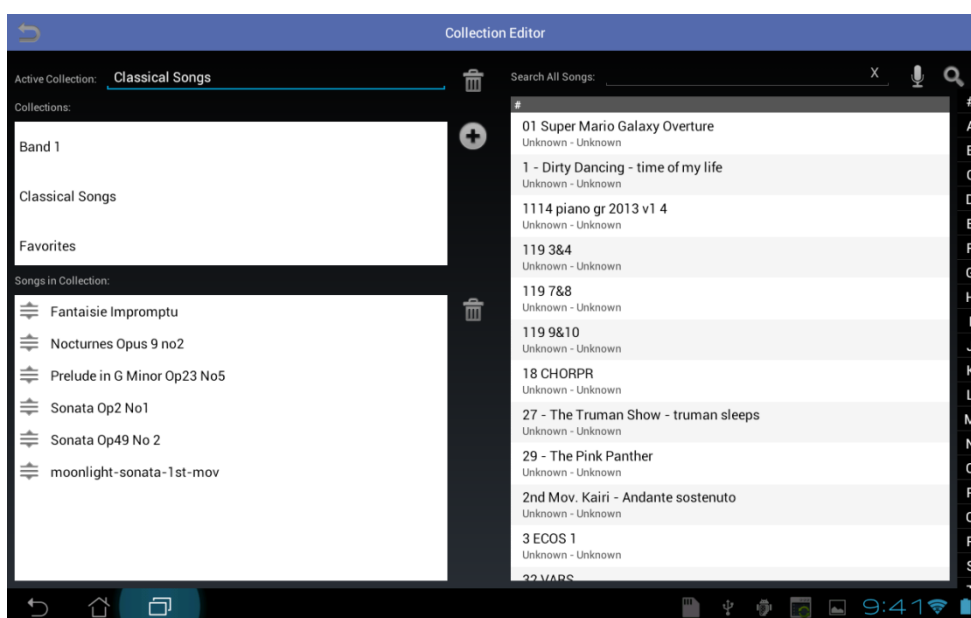 Collection Editor
Active Collection: Classical Songs
Collections:
Band 1
Classical Songs
Favorites
Songs in Collection:
Fantaisie Impromptu
Nocturnes Opus 9 no2
Prelude in G Minor Op23 No5
Sonata Op2 No1
Sonata Op49 No 2
moonlight-sonata-1st-mov
Search All Songs: X
#
01 Super Mario Galaxy Overture
Unknown - Unknown
1 - Dirty Dancing - time of my life
Unknown - Unknown
1114 piano gr 2013 v1 4
Unknown - Unknown
119 3&4
Unknown - Unknown
119 7&8
Unknown - Unknown
119 9&10
Unknown - Unknown
18 CHORPR
Unknown - Unknown
27 - The Truman Show - truman sleeps
Unknown - Unknown
29 - The Pink Panther
Unknown - Unknown
2nd Mov. Kairi - Andante sostenuto
Unknown - Unknown
3 ECOS 1
Unknown - Unknown
32 VARS
9:41